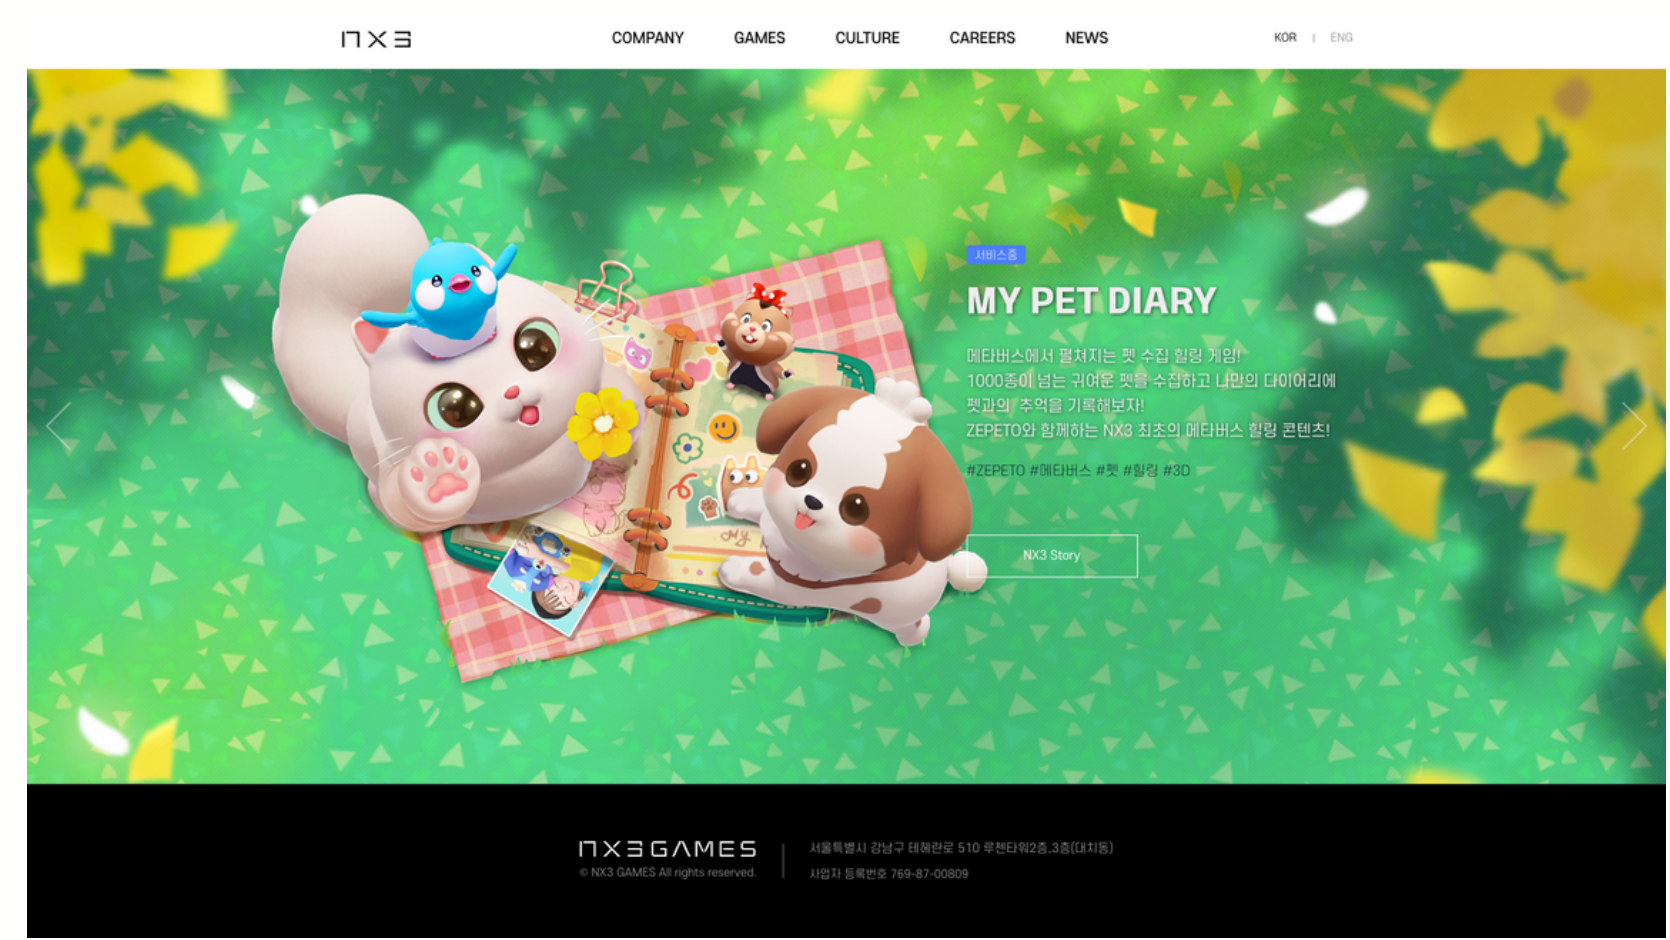 NX3
COMPANY GAMES CULTURE CAREERS NEWS
KOR | ENG
서비스중
MY PET DIARY
메타버스에서 펼쳐지는 펫 수집 힐링 게임!
1000종이 넘는 귀여운 펫을 수집하고 나만의 다이어리에
펫과의 추억을 기록해보자!
ZEPETO와 함께하는 NX3 최초의 메타버스 힐링 콘텐츠!
#ZEPETO #메타버스 #펫 #힐링 #3D
My
NX3 Story
NX3GAMES
© NX3 GAMES All rights reserved.
서울특별시 강남구 테헤란로 510 루첸타워2층,3층(대치동)
사업자 등록번호 769-87-00809